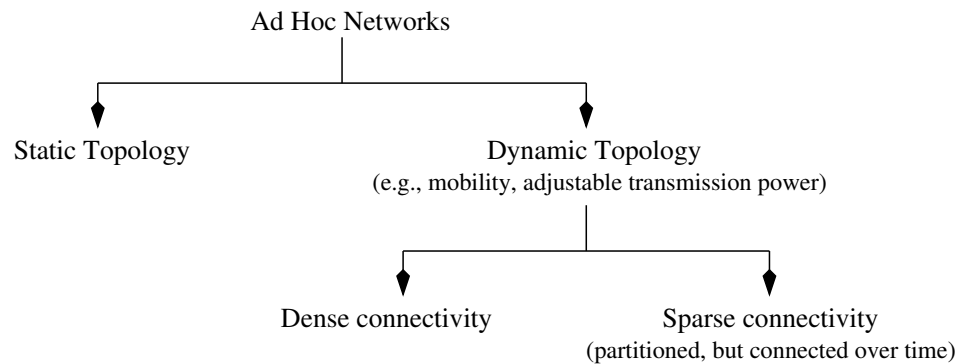 Ad Hoc Networks
Static Topology
Dynamic Topology
(e.g., mobility, adjustable transmission power)
Dense connectivity
Sparse connectivity
(partitioned, but connected over time)